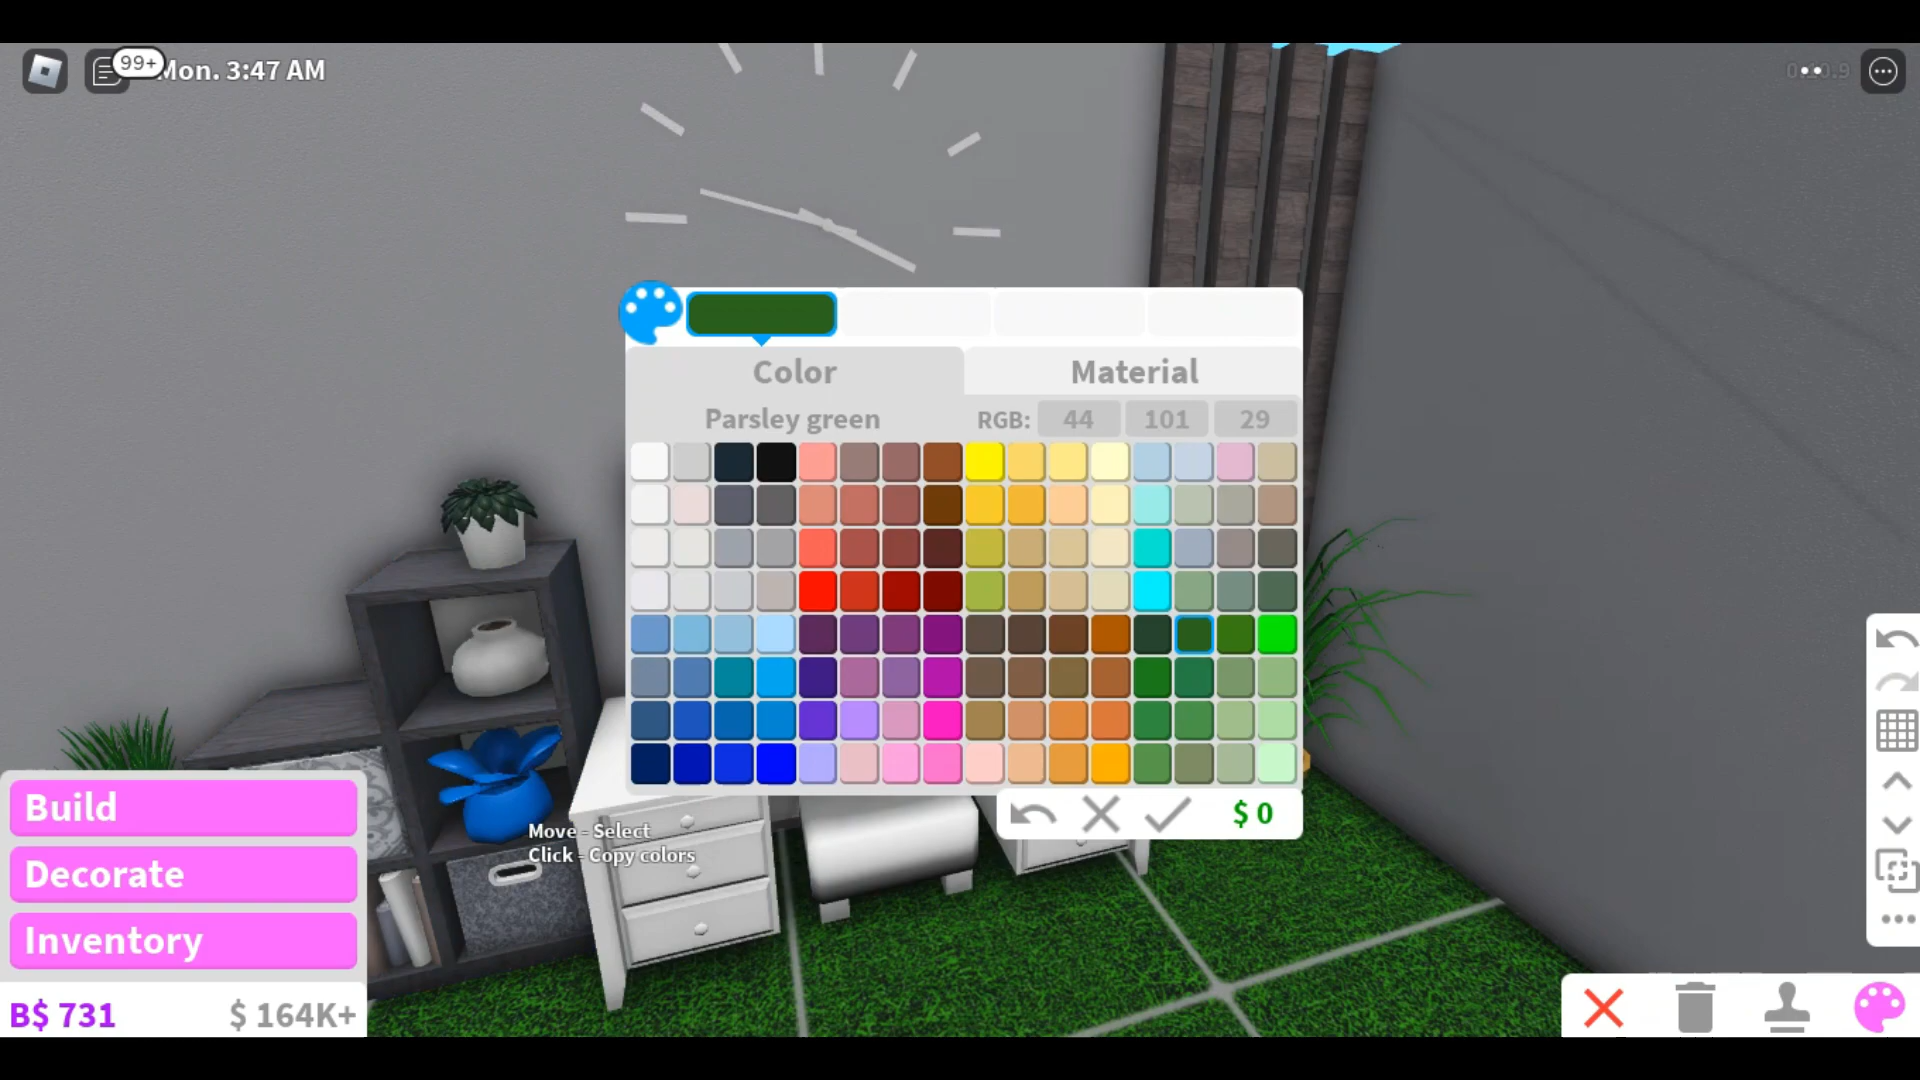 99+
Mon. 3:47 AM
Color
Material
Parsley green
RGB: 44 101 29
Build
Decorate
Inventory
Move - Select
Click - Copy colors
$ 0
B$ 731
$ 164K+